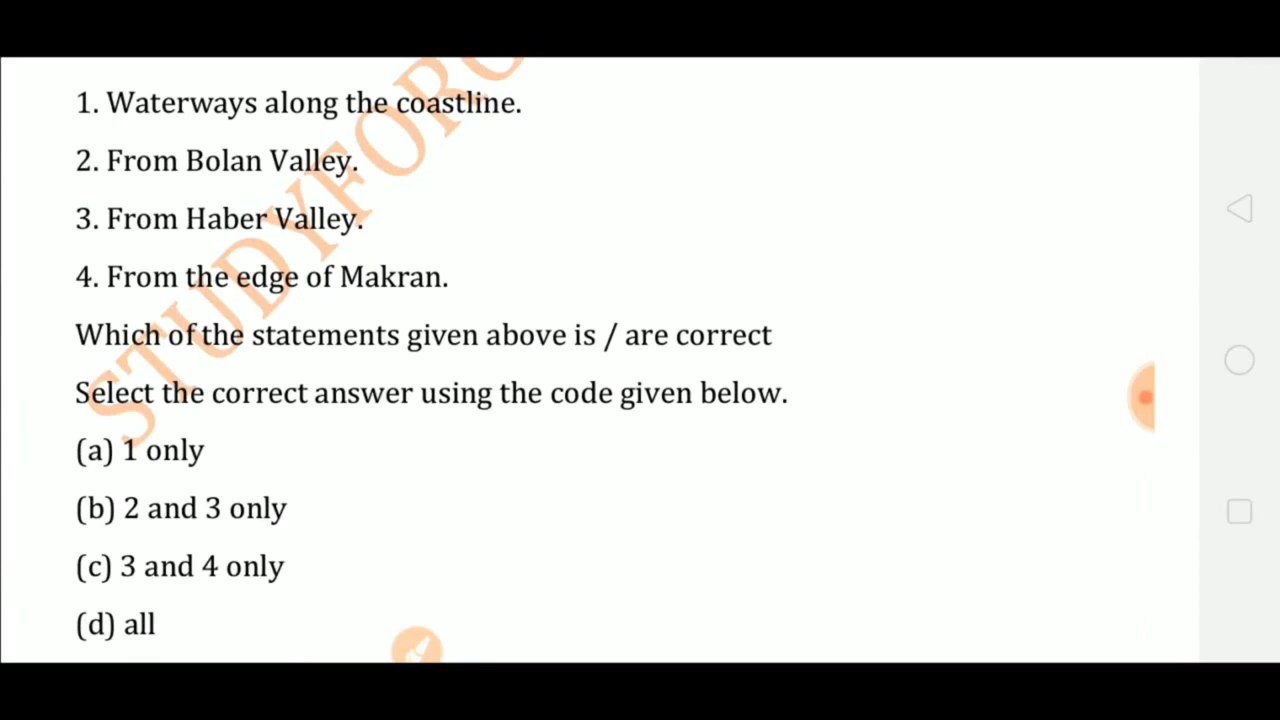 1. Waterways along the coastline.
2. From Bolan Valley.
3. From Haber Valley.
4. From the edge of Makran.
Which of the statements given above is / are correct
Select the correct answer using the code given below.
(a) 1 only
(b) 2 and 3 only
(c) 3 and 4 only
(d) all
STUDYFOR